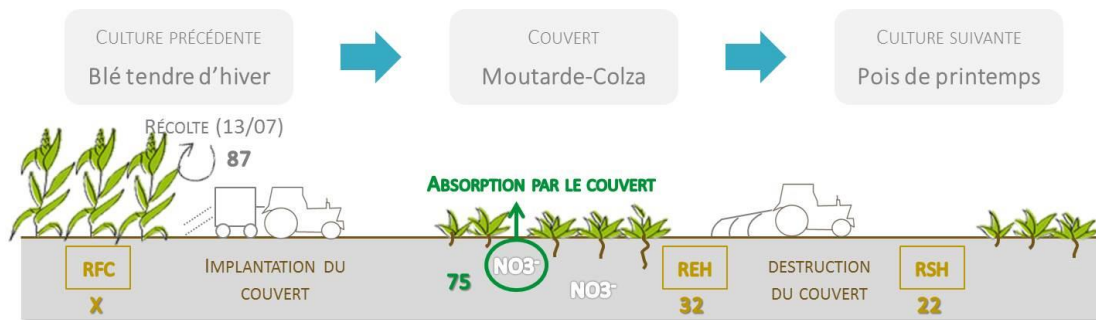 CULTURE PRÉCÉDENTE
Blé tendre d'hiver
COUVERT
Moutarde-Colza
CULTURE SUIVANTE
Pois de printemps
RÉCOLTE (13/07)
87
ABSORPTION PAR LE COUVERT
RFC
X
IMPLANTATION DU
COUVERT
75
NO3-
NO3-
REH
32
DESTRUCTION
DU COUVERT
RSH
22